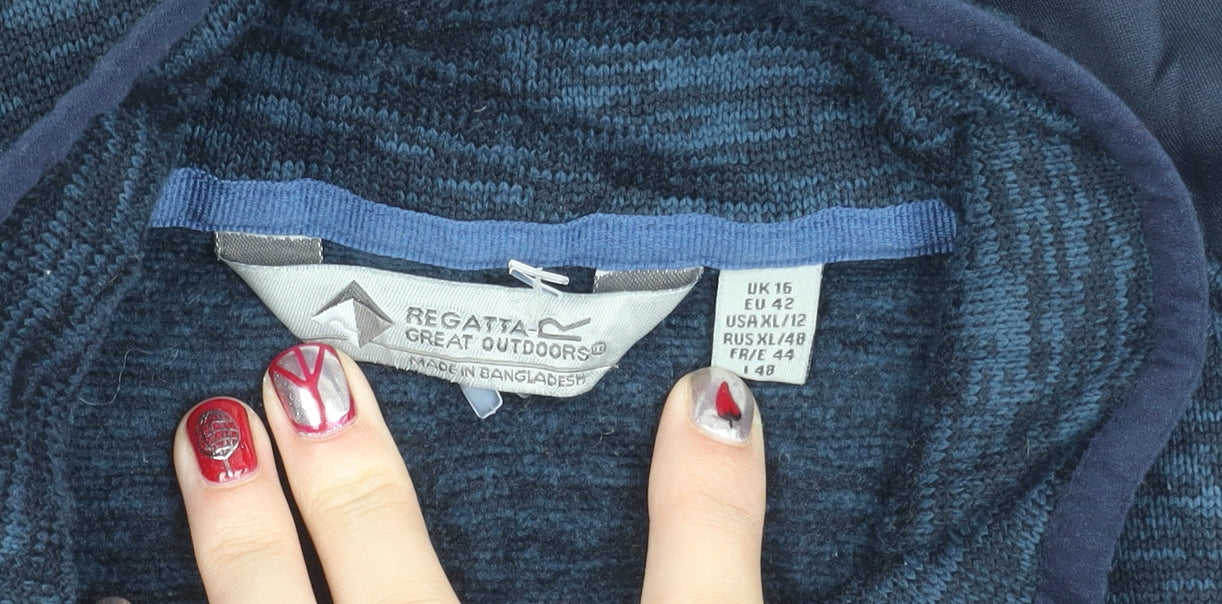 REGATTA
GREAT OUTDOORS®
MADE IN BANGLADESH
UK 16
EU 42
USA XL/12
RUS XL/48
FR/E 44
I 48